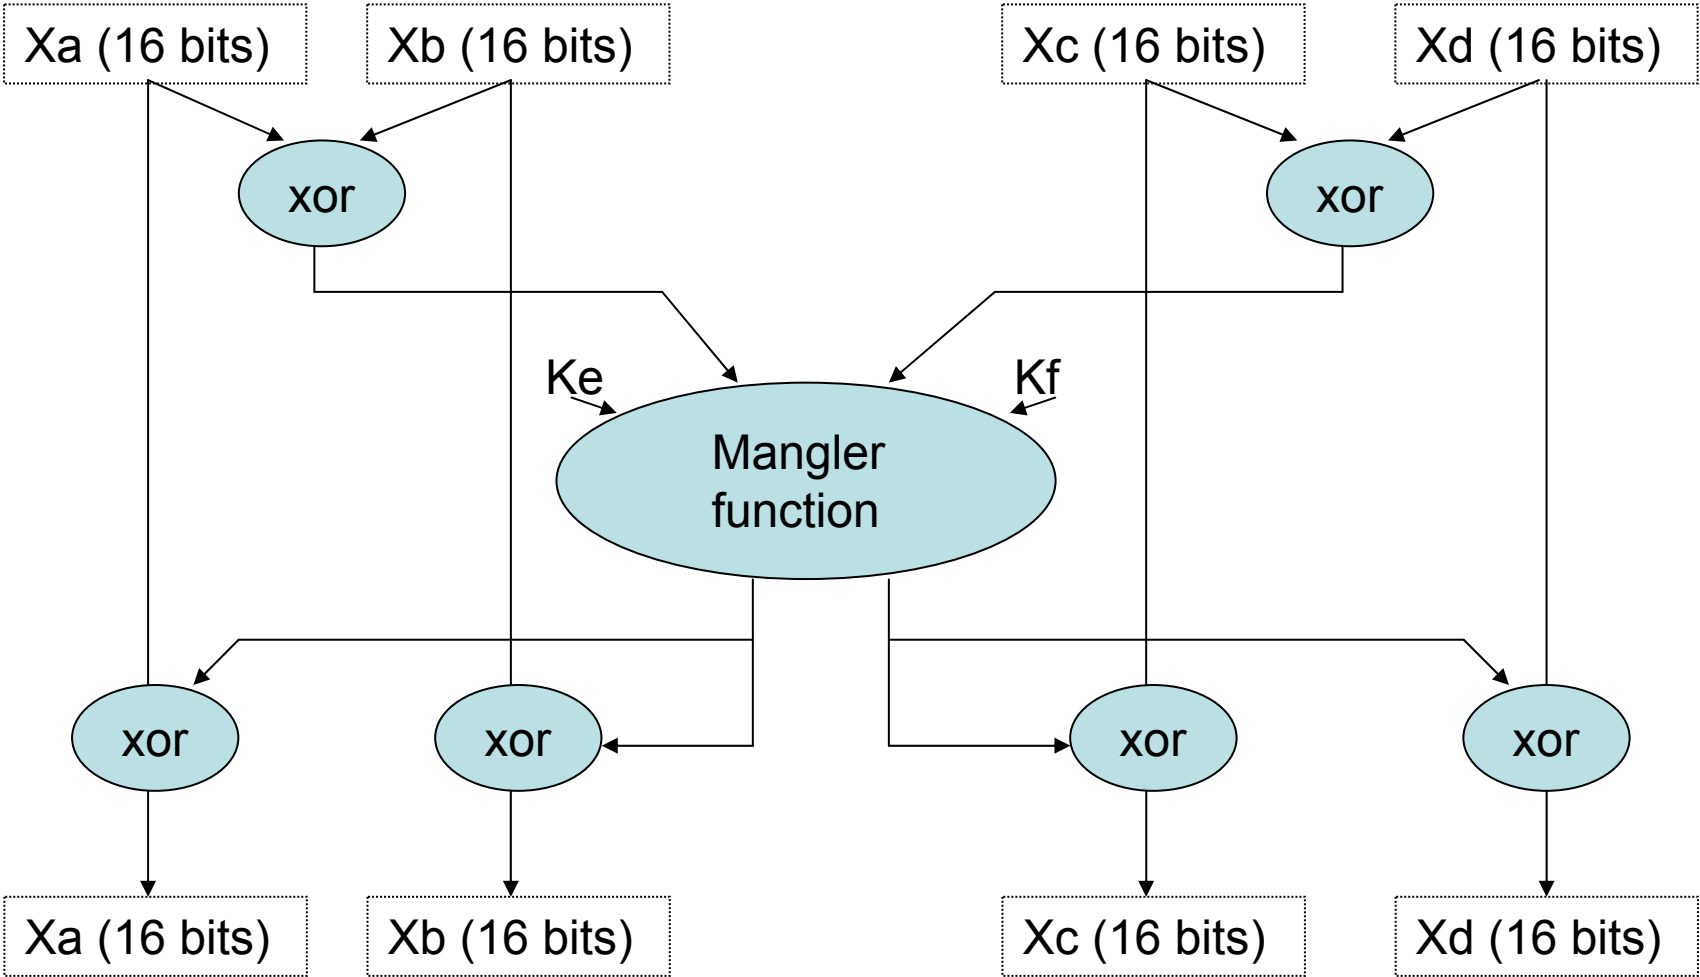 Xa (16 bits)
Xb (16 bits)
Xc (16 bits)
Xd (16 bits)
xor
xor
Ke
Kf
Mangler
function
xor
xor
xor
xor
Xa (16 bits)
Xb (16 bits)
Xc (16 bits)
Xd (16 bits)